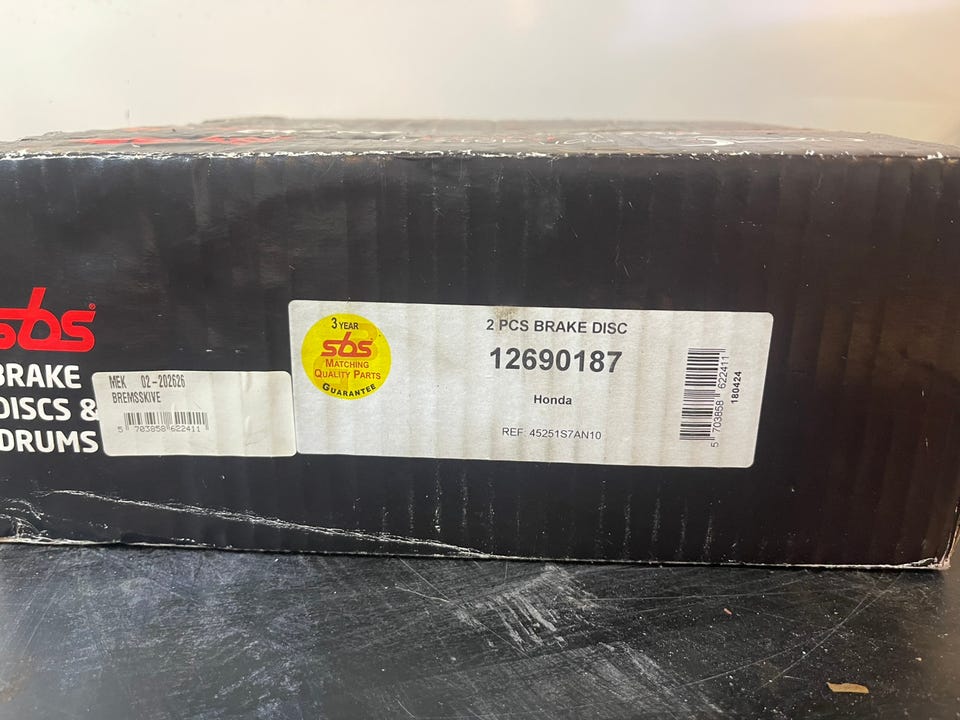 sbs
BRAKE
DISCS &
DRUMS
MEK 02-202626
BREMSSKIVE
5 703858 622411
3 YEAR
sbs
MATCHING
QUALITY PARTS
GUARANTEE
2 PCS BRAKE DISC
12690187
Honda
REF: 45251S7AN10
5 703858 622411
180424